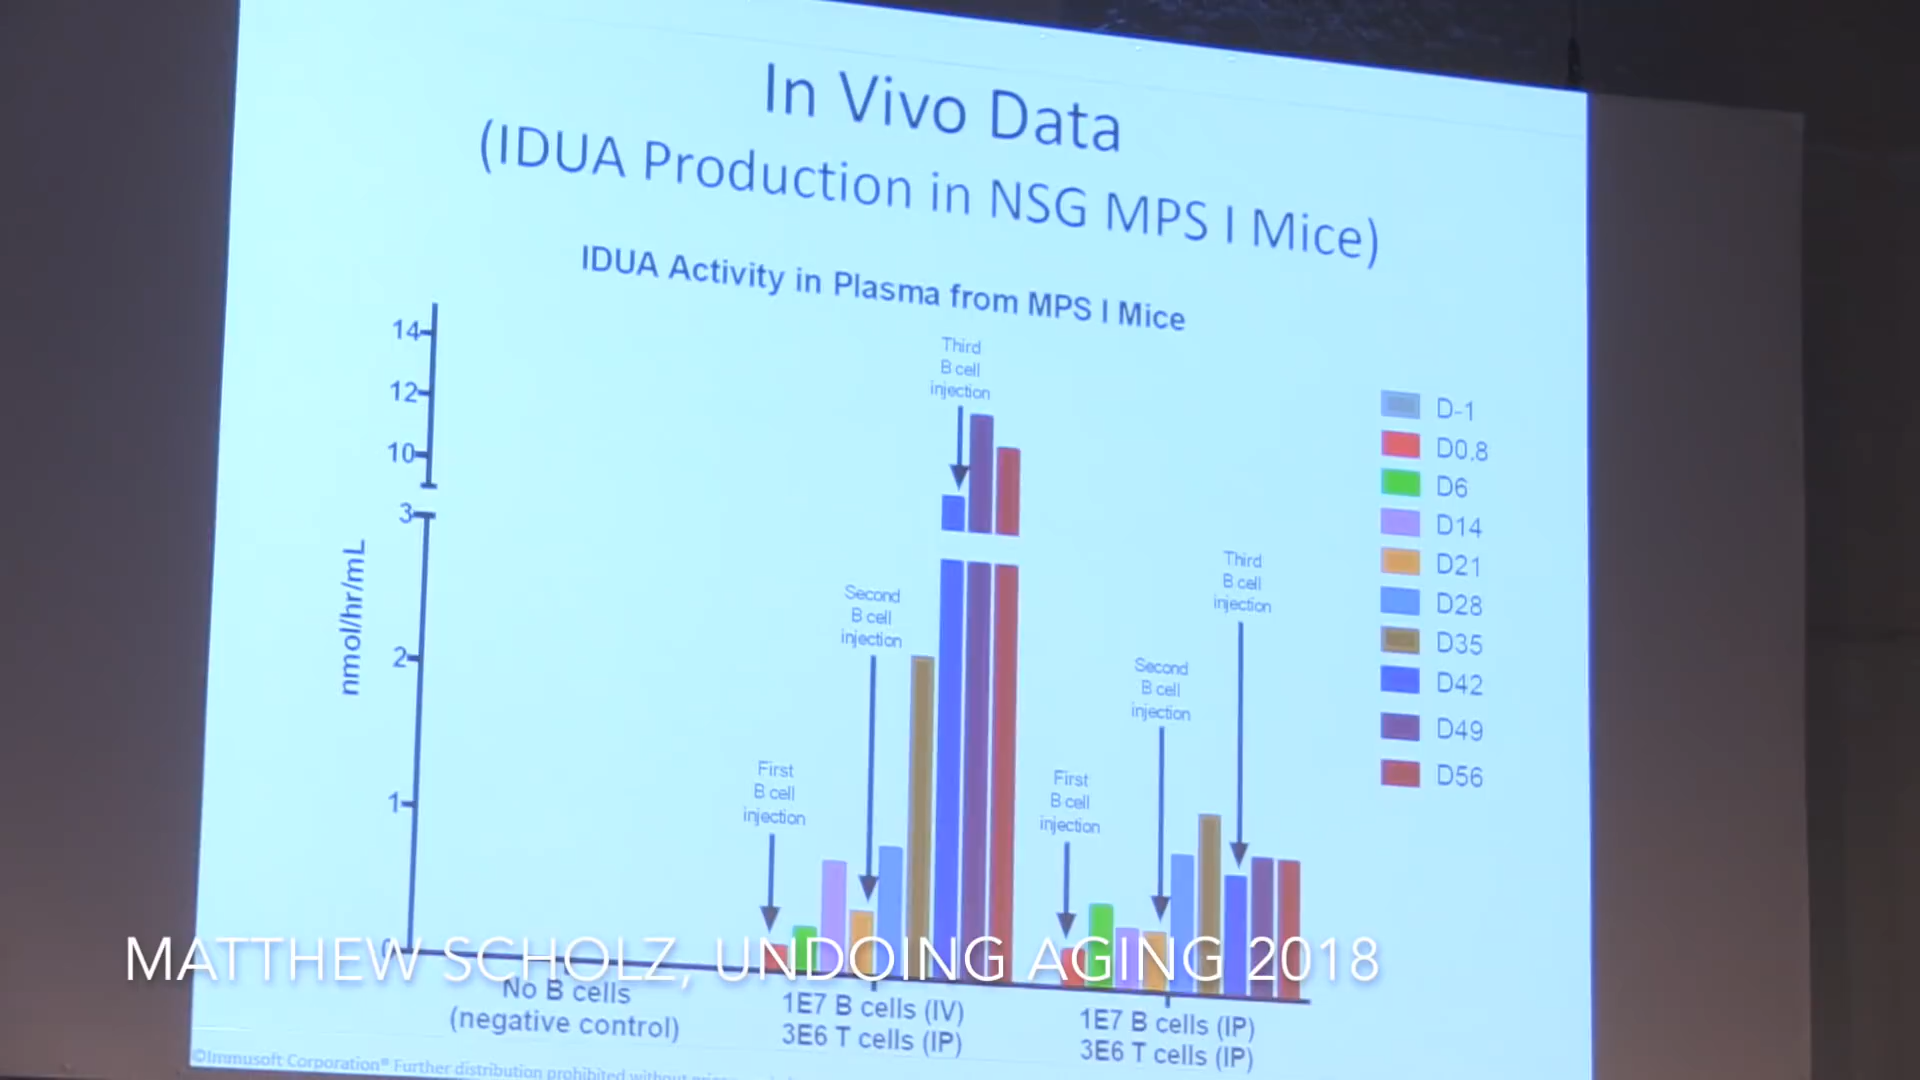 In Vivo Data
(IDUA Production in NSG MPS I Mice)
IDUA Activity in Plasma from MPS I Mice
14
12
10
3
2
1
0
nmol/hr/mL
First
B cell
injection
Second
B cell
injection
Third
B cell
injection
First
B cell
injection
Second
B cell
injection
Third
B cell
injection
D-1
D0.8
D6
D14
D21
D28
D35
D42
D49
D56
MATTHEW SCHOLZ, UNDOING AGING 2018
No B cells
(negative control)
1E7 B cells (IV)
3E6 T cells (IP)
1E7 B cells (IP)
3E6 T cells (IP)
©Immusoft Corporation® Further distribution prohibited without